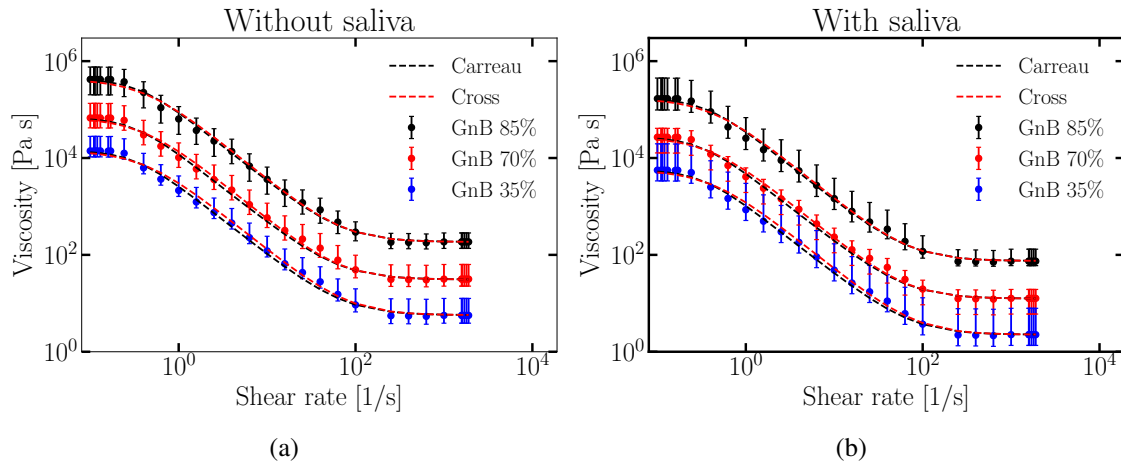 Without saliva
10^6
10^4
10^2
10^0
Viscosity [Pa s]
Carreau
Cross
GnB 85%
GnB 70%
GnB 35%
10^0
10^2
10^4
Shear rate [1/s]
(a)
With saliva
10^6
10^4
10^2
10^0
Viscosity [Pa s]
Carreau
Cross
GnB 85%
GnB 70%
GnB 35%
10^0
10^2
10^4
Shear rate [1/s]
(b)